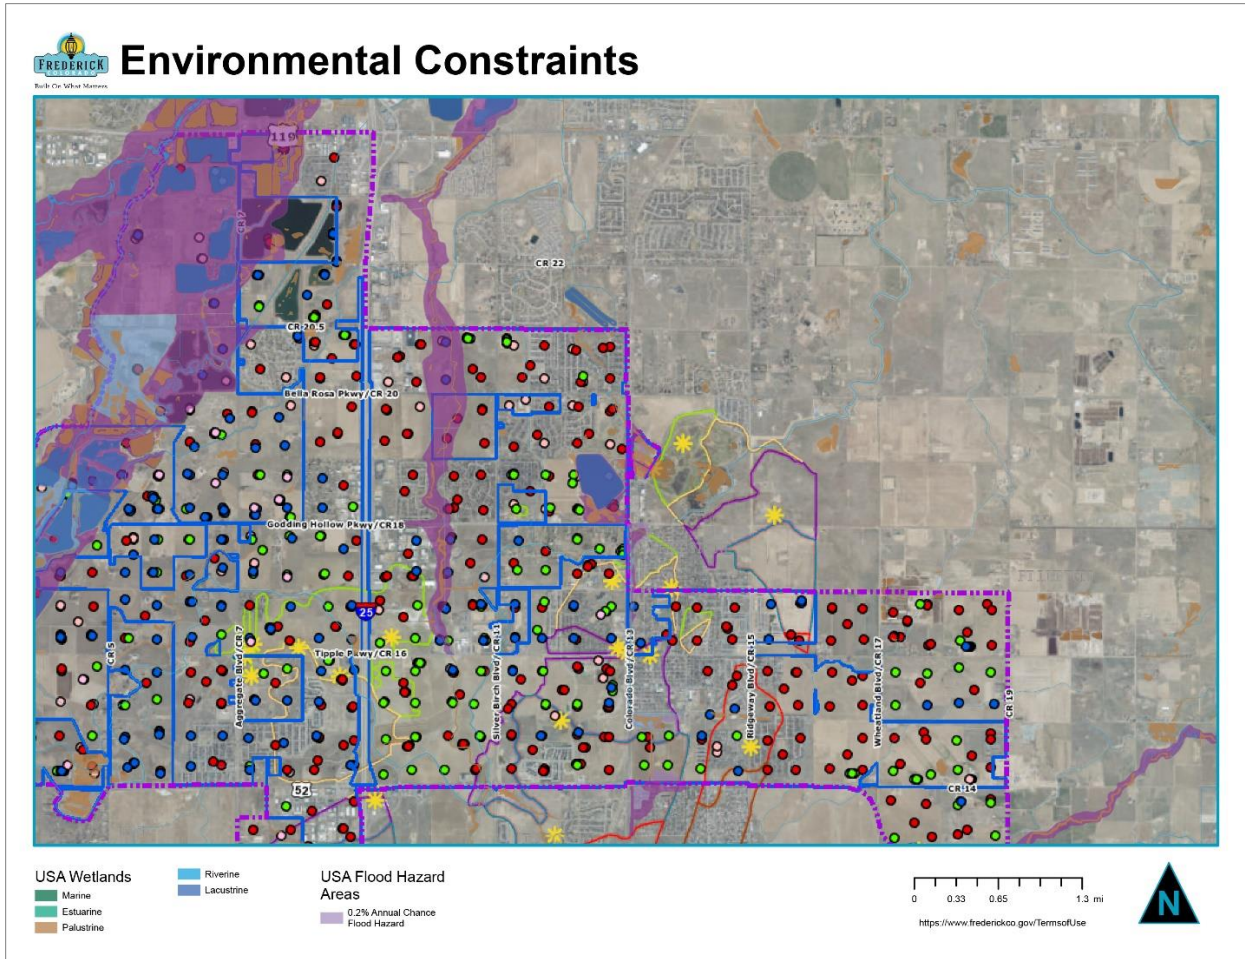 FREDERICK
COLORADO
Built On What Matters
Environmental Constraints
119
CR 7
CR 22
CR 20.5
Bella Rosa Pkwy/CR 20
Godding Hollow Pkwy/CR18
25
Tipple Pkwy/CR 16
CR 5
Aggregate Blvd/CR 7
Silver Birch Blvd/ CR 11
Colorado Blvd/CR 13
Ridgeway Blvd/CR 15
Wheatland Blvd/CR 17
CR 19
52
CR 14
USA Wetlands
Marine
Estuarine
Palustrine
Riverine
Lacustrine
USA Flood Hazard
Areas
0.2% Annual Chance
Flood Hazard
0 0.33 0.65 1.3 mi
https://www.frederickco.gov/TermsofUse
N